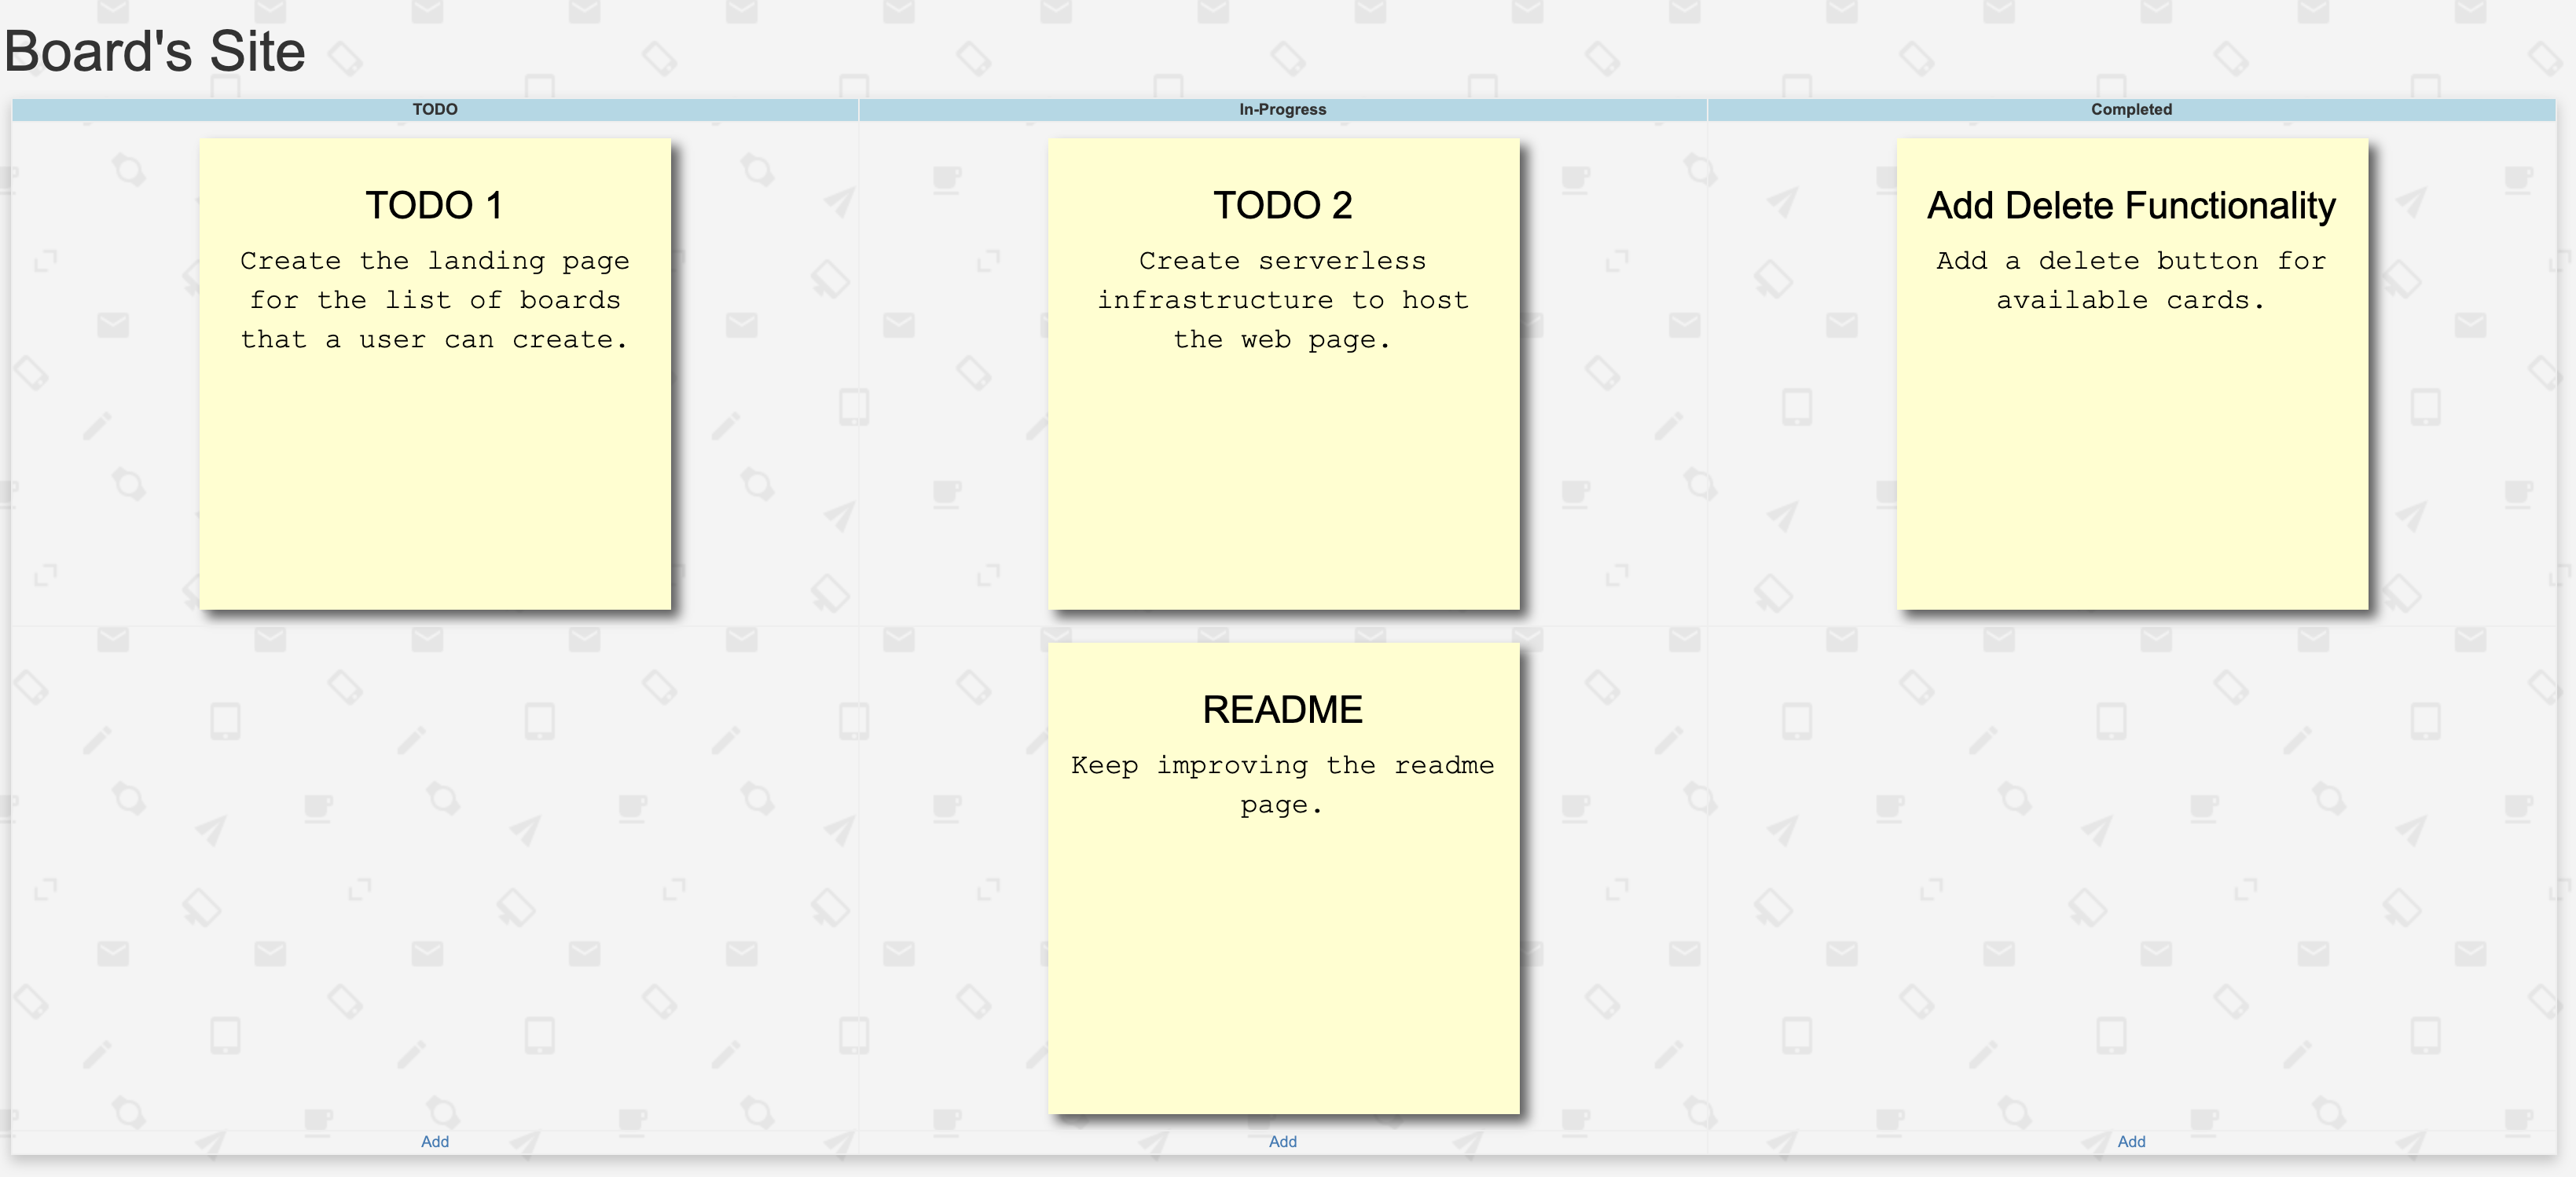 Board's Site
TODO
In-Progress
Completed
TODO 1
Create the landing page
for the list of boards
that a user can create.
TODO 2
Create serverless
infrastructure to host
the web page.
Add Delete Functionality
Add a delete button for
available cards.
README
Keep improving the readme
page.
Add
Add
Add